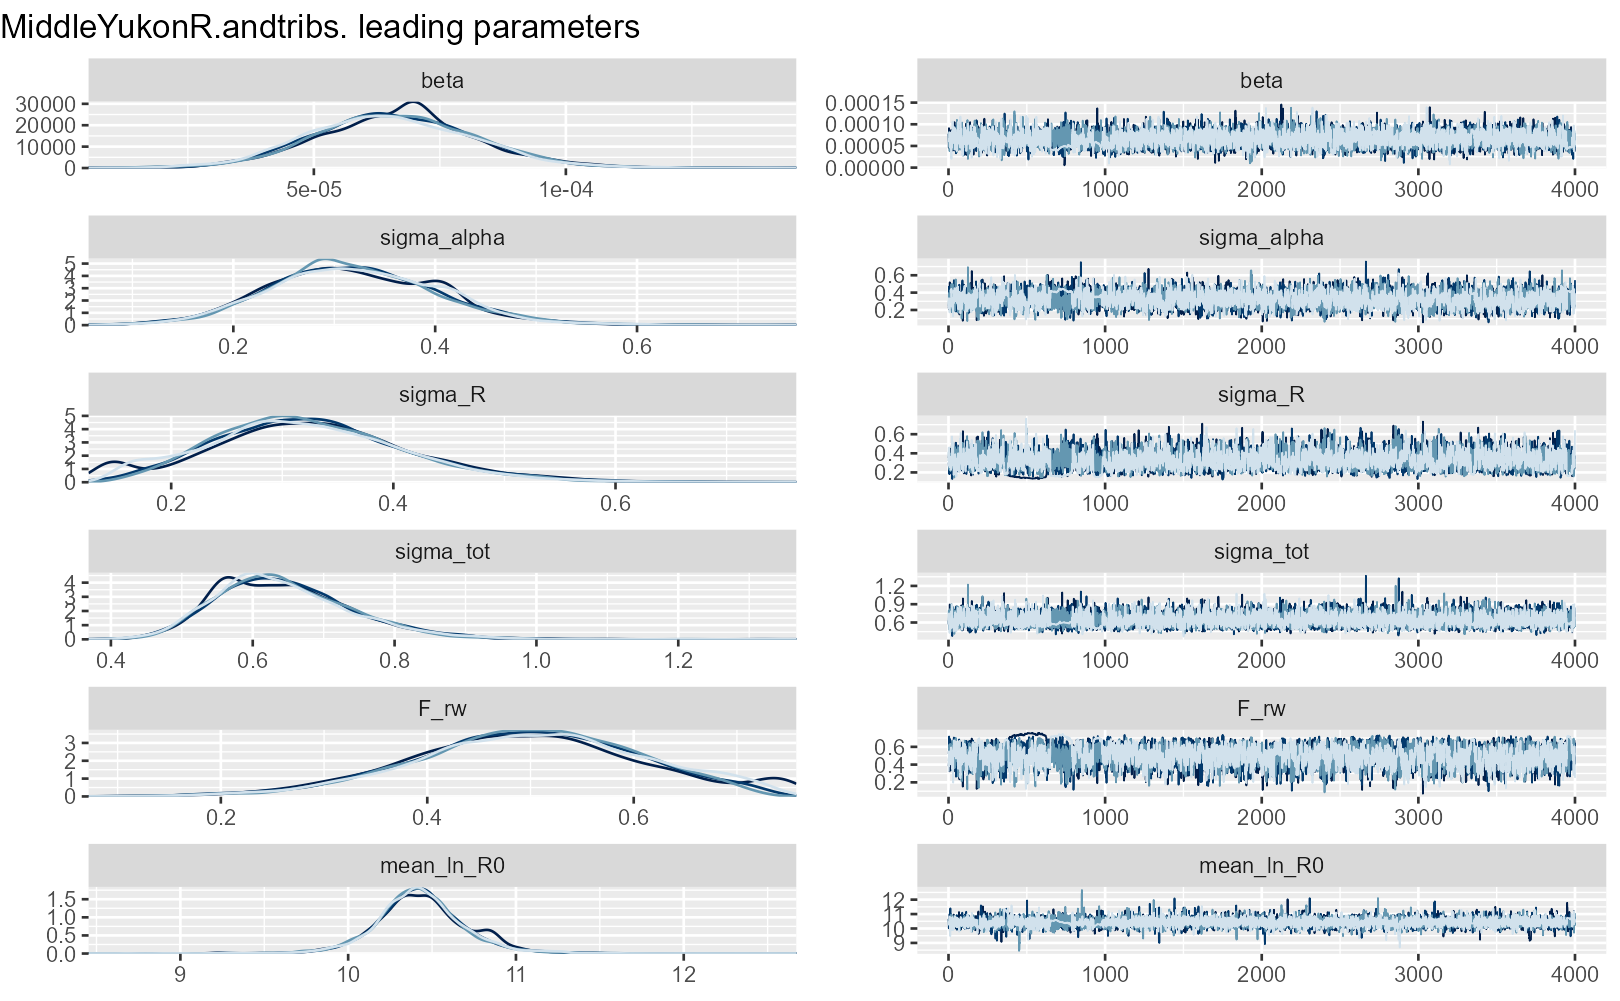 MiddleYukonR.andtribs. leading parameters
beta
30000
20000
10000
0
5e-05 1e-04
beta
0.00015
0.00010
0.00005
0.00000
0 1000 2000 3000 4000
sigma_alpha
5
4
3
2
1
0
0.2 0.4 0.6
sigma_alpha
0.6
0.4
0.2
0 1000 2000 3000 4000
sigma_R
5
4
3
2
1
0
0.2 0.4 0.6
sigma_R
0.6
0.4
0.2
0 1000 2000 3000 4000
sigma_tot
4
3
2
1
0
0.4 0.6 0.8 1.0 1.2
sigma_tot
1.2
0.9
0.6
0 1000 2000 3000 4000
F_rw
3
2
1
0
0.2 0.4 0.6
F_rw
0.6
0.4
0.2
0 1000 2000 3000 4000
mean_ln_R0
1.5
1.0
0.5
0.0
9 10 11 12
mean_ln_R0
12
11
10
9
0 1000 2000 3000 4000